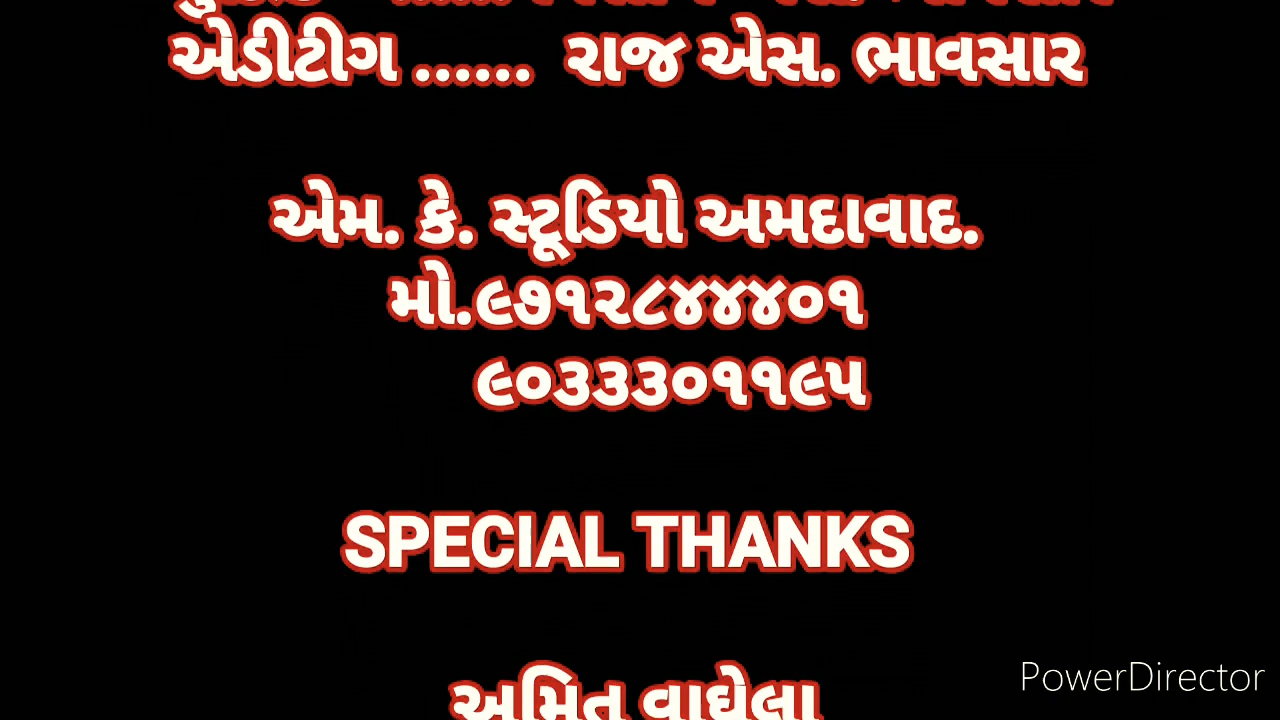 એડીટીગ ...... રાજ એસ. ભાવસાર
એમ. કે. સ્ટૂડિયો અમદાવાદ.
મો.૯૭૧૨૮૪૪૪૦૧
૯૦૩૩૩૦૧૧૯૫
SPECIAL THANKS
અમિત વાઘેલા
PowerDirector